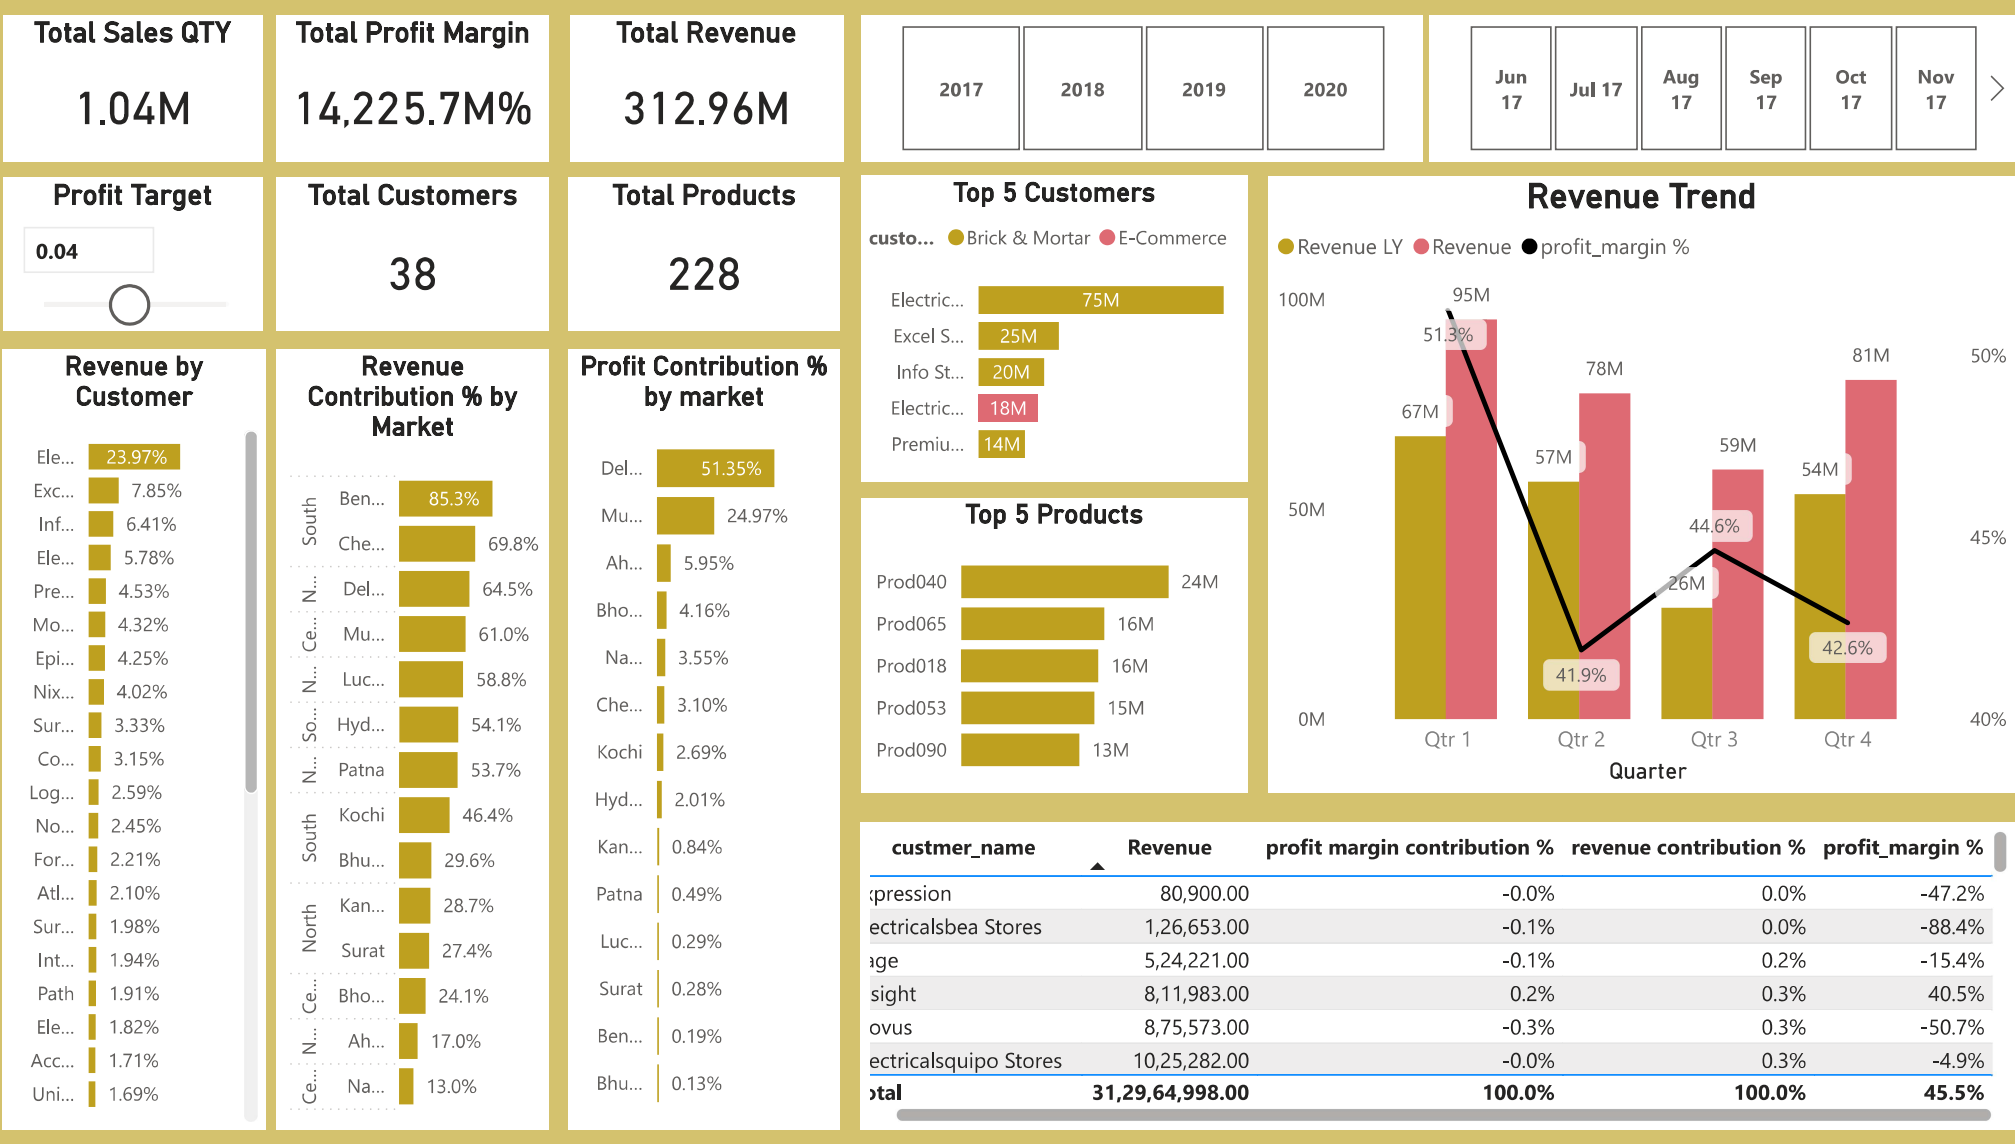 Total Sales QTY
1.04M
Total Profit Margin
14,225.7M%
Total Revenue
312.96M
2017 2018 2019 2020
Jun 17
Jul 17
Aug 17
Sep 17
Oct 17
Nov 17
Profit Target
0.04
Total Customers
38
Total Products
228
Revenue by
Customer
Ele... 23.97%
Exc... 7.85%
Inf... 6.41%
Ele... 5.78%
Pre... 4.53%
Mo... 4.32%
Epi... 4.25%
Nix... 4.02%
Sur... 3.33%
Co... 3.15%
Log... 2.59%
No... 2.45%
For... 2.21%
Atl... 2.10%
Sur... 1.98%
Int... 1.94%
Path 1.91%
Ele... 1.82%
Acc... 1.71%
Uni... 1.69%
Revenue
Contribution % by
Market
South
Ben... 85.3%
Che... 69.8%
N... Del... 64.5%
Ce... Mu... 61.0%
N... Luc... 58.8%
So... Hyd... 54.1%
N... Patna 53.7%
South
Kochi 46.4%
Bhu... 29.6%
North
Kan... 28.7%
Surat 27.4%
Ce... Bho... 24.1%
N... Ah... 17.0%
Ce... Na... 13.0%
Profit Contribution %
by market
Del... 51.35%
Mu... 24.97%
Ah... 5.95%
Bho... 4.16%
Na... 3.55%
Che... 3.10%
Kochi 2.69%
Hyd... 2.01%
Kan... 0.84%
Patna 0.49%
Luc... 0.29%
Surat 0.28%
Ben... 0.19%
Bhu... 0.13%
Top 5 Customers
custo... Brick & Mortar E-Commerce
Electric... 75M
Excel S... 25M
Info St... 20M
Electric... 18M
Premiu... 14M
Top 5 Products
Prod040 24M
Prod065 16M
Prod018 16M
Prod053 15M
Prod090 13M
Revenue Trend
Revenue LY Revenue profit_margin %
100M
50M
0M
50%
45%
40%
67M
95M
51.3%
57M
78M
41.9%
26M
59M
44.6%
54M
81M
42.6%
Qtr 1 Qtr 2 Qtr 3 Qtr 4
Quarter
custmer_name Revenue profit margin contribution % revenue contribution % profit_margin %
xpression 80,900.00 -0.0% 0.0% -47.2%
ectricalsbea Stores 1,26,653.00 -0.1% 0.0% -88.4%
age 5,24,221.00 -0.1% 0.2% -15.4%
sight 8,11,983.00 0.2% 0.3% 40.5%
ovus 8,75,573.00 -0.3% 0.3% -50.7%
ectricalsquipo Stores 10,25,282.00 -0.0% 0.3% -4.9%
otal 31,29,64,998.00 100.0% 100.0% 45.5%